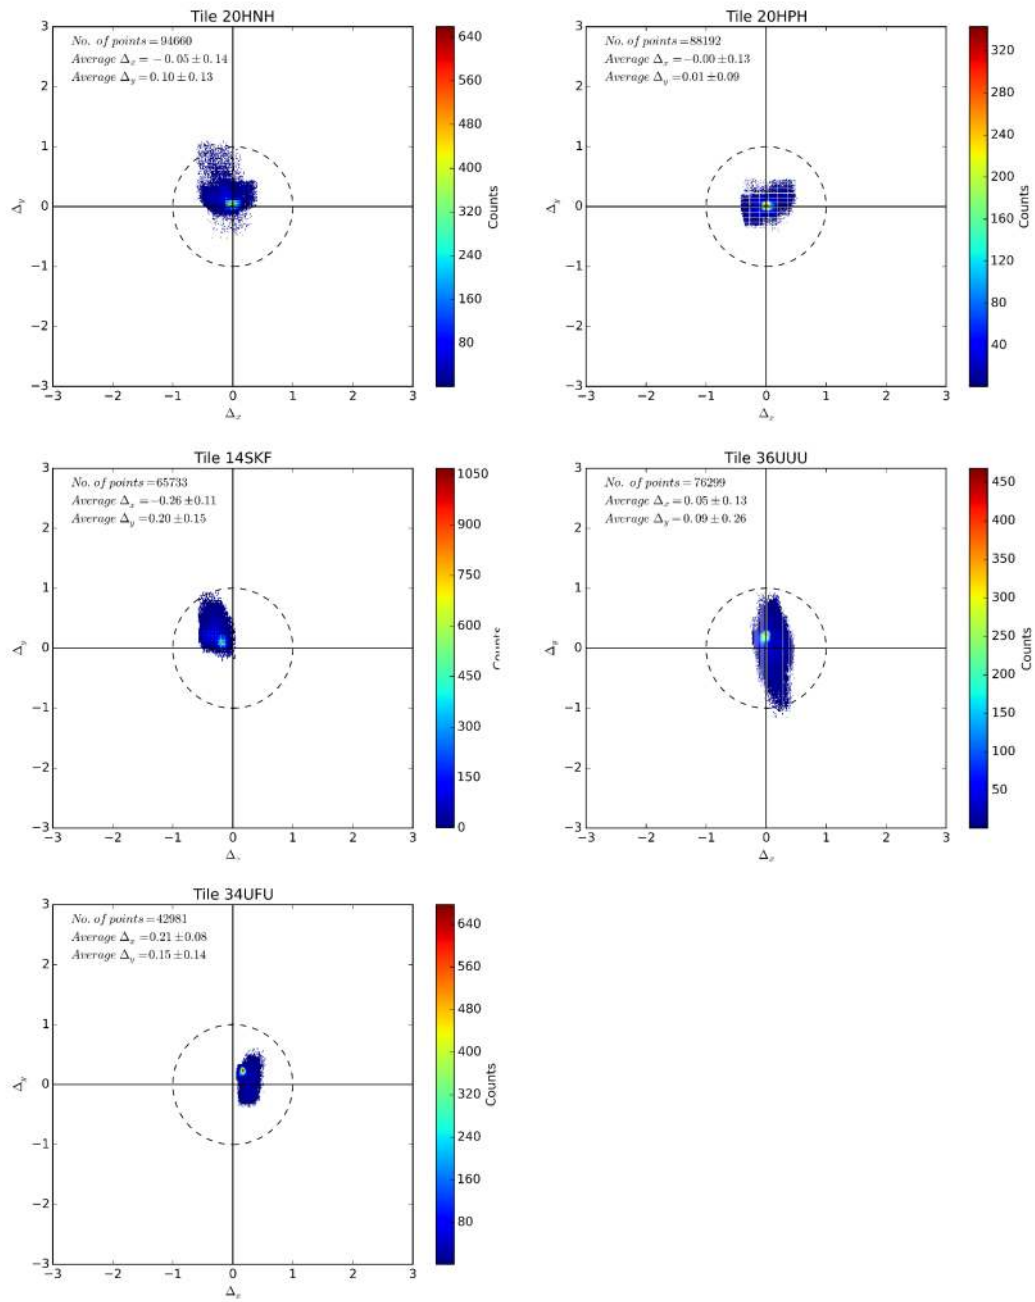 Tile 20HNH
No. of points = 94660
Average Δx = −0.05 ± 0.14
Average Δy = 0.10 ± 0.13
3
2
1
0
−1
−2
−3
Δy
−3 −2 −1 0 1 2 3
Δx
640
560
480
400
320
240
160
80
Counts
Tile 20HPH
No. of points = 88192
Average Δx = −0.00 ± 0.13
Average Δy = 0.01 ± 0.09
3
2
1
0
−1
−2
−3
Δy
−3 −2 −1 0 1 2 3
Δx
320
280
240
200
160
120
80
40
Counts
Tile 14SKF
No. of points = 65733
Average Δx = −0.26 ± 0.11
Average Δy = 0.20 ± 0.15
3
2
1
0
−1
−2
−3
Δy
−3 −2 −1 0 1 2 3
1050
900
750
600
450
300
150
0
Counts
Tile 36UUU
No. of points = 76299
Average Δx = 0.05 ± 0.13
Average Δy = 0.09 ± 0.26
3
2
1
0
−1
−2
−3
Δy
−3 −2 −1 0 1 2 3
Δx
450
400
350
300
250
200
150
100
50
Counts
Tile 34UFU
No. of points = 42981
Average Δx = 0.21 ± 0.08
Average Δy = 0.15 ± 0.14
3
2
1
0
−1
−2
−3
Δy
−3 −2 −1 0 1 2 3
Δx
640
560
480
400
320
240
160
80
Counts